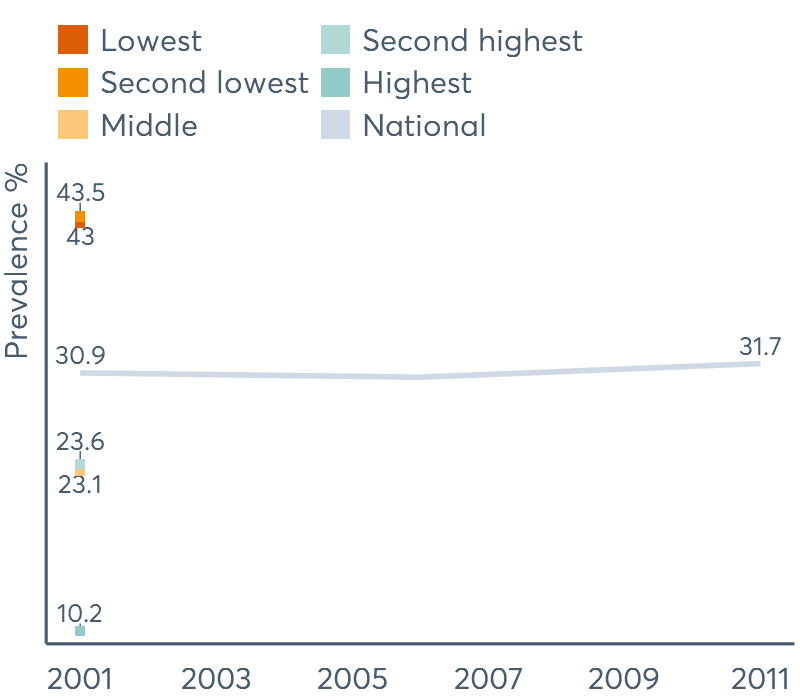 Lowest
Second lowest
Middle
Second highest
Highest
National
Prevalence %
43.5
43
30.9
31.7
23.6
23.1
10.2
2001 2003 2005 2007 2009 2011